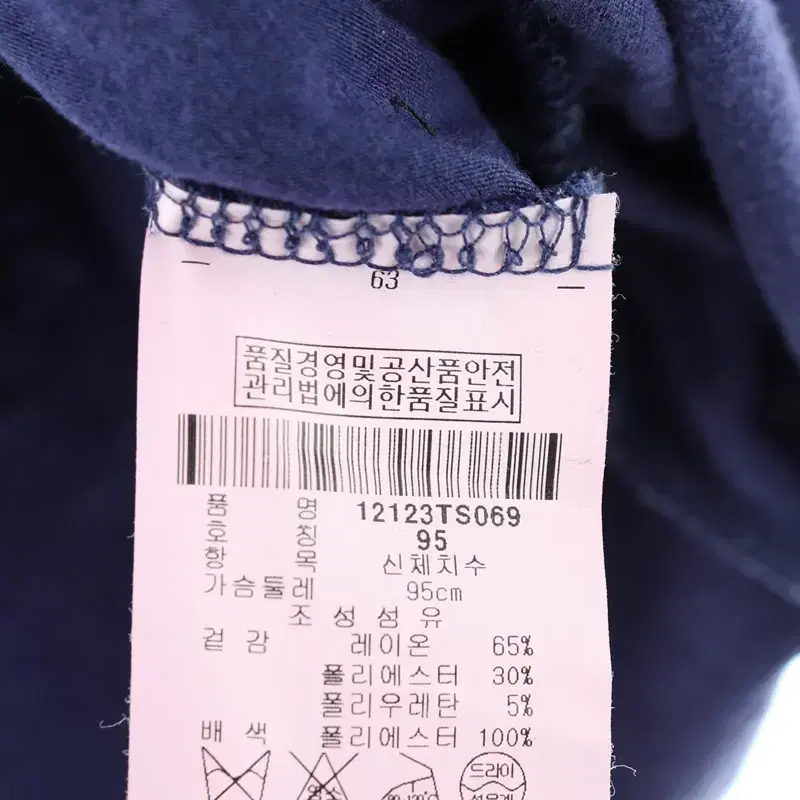 63
품질경영및공산품안전
관리법에의한품질표시
품 명 12123TS069
호 칭 95
항 목 신체치수
가슴둘레 95cm
조 성 섬 유
겉 감 레이온 65%
폴리에스터 30%
폴리우레탄 5%
배 색 폴리에스터 100%
드라이